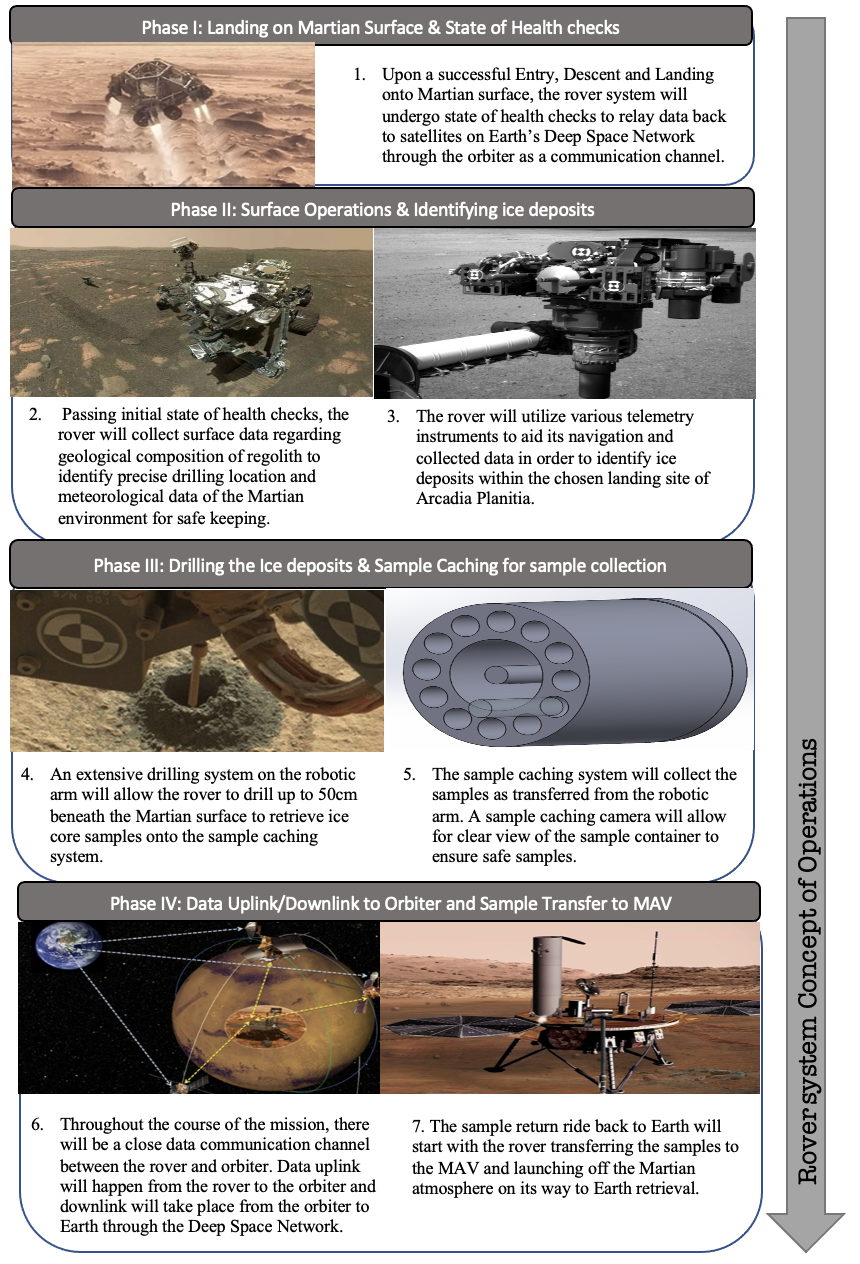 Phase I: Landing on Martian Surface & State of Health checks
1. Upon a successful Entry, Descent and Landing
onto Martian surface, the rover system will
undergo state of health checks to relay data back
to satellites on Earth's Deep Space Network
through the orbiter as a communication channel.
Phase II: Surface Operations & Identifying ice deposits
2. Passing initial state of health checks, the
rover will collect surface data regarding
geological composition of regolith to
identify precise drilling location and
meteorological data of the Martian
environment for safe keeping.
3. The rover will utilize various telemetry
instruments to aid its navigation and
collected data in order to identify ice
deposits within the chosen landing site of
Arcadia Planitia.
Phase III: Drilling the Ice deposits & Sample Caching for sample collection
4. An extensive drilling system on the robotic
arm will allow the rover to drill up to 50cm
beneath the Martian surface to retrieve ice
core samples onto the sample caching
system.
5. The sample caching system will collect the
samples as transferred from the robotic
arm. A sample caching camera will allow
for clear view of the sample container to
ensure safe samples.
Phase IV: Data Uplink/Downlink to Orbiter and Sample Transfer to MAV
6. Throughout the course of the mission, there
will be a close data communication channel
between the rover and orbiter. Data uplink
will happen from the rover to the orbiter and
downlink will take place from the orbiter to
Earth through the Deep Space Network.
7. The sample return ride back to Earth will
start with the rover transferring the samples to
the MAV and launching off the Martian
atmosphere on its way to Earth retrieval.
Rover system Concept of Operations